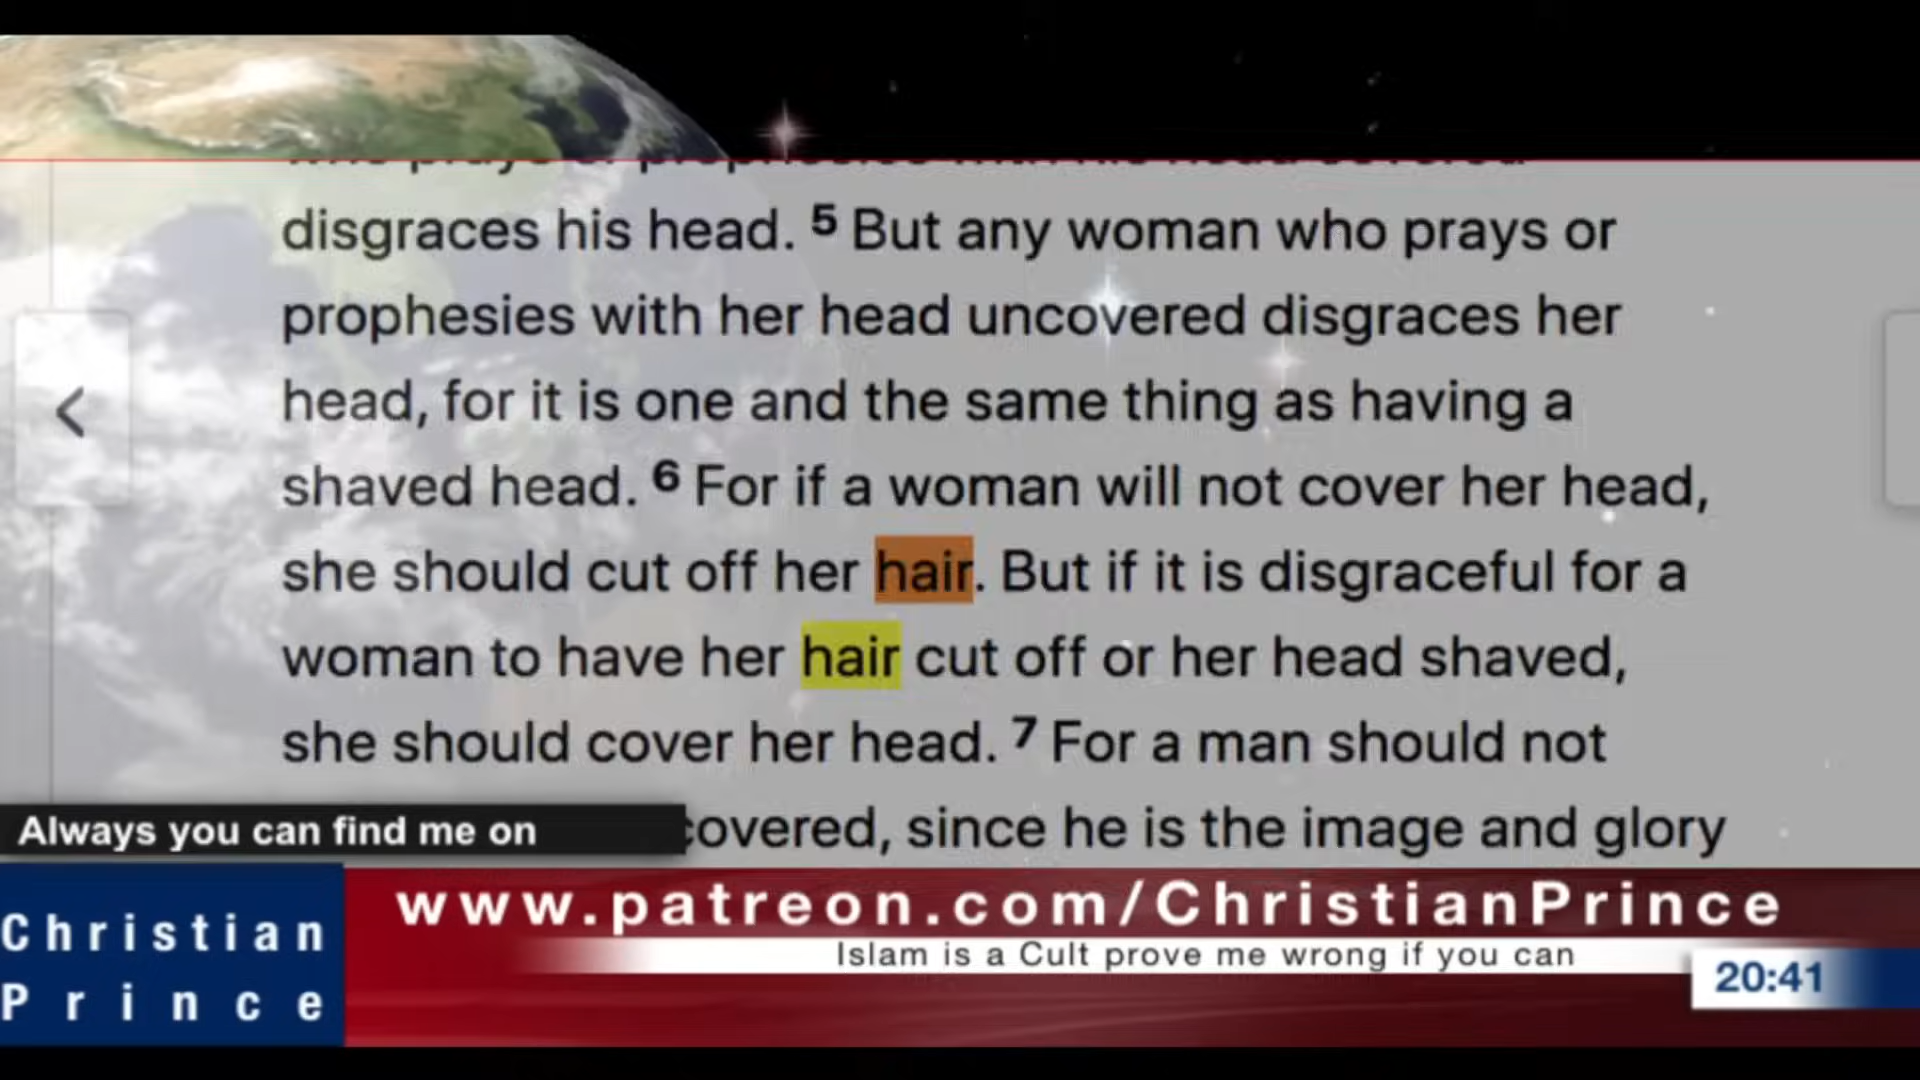 disgraces his head. 5 But any woman who prays or
prophesies with her head uncovered disgraces her
head, for it is one and the same thing as having a
shaved head. 6 For if a woman will not cover her head,
she should cut off her hair. But if it is disgraceful for a
woman to have her hair cut off or her head shaved,
she should cover her head. 7 For a man should not
covered, since he is the image and glory
Always you can find me on
Christian
Prince
www.patreon.com/ChristianPrince
Islam is a Cult prove me wrong if you can
20:41